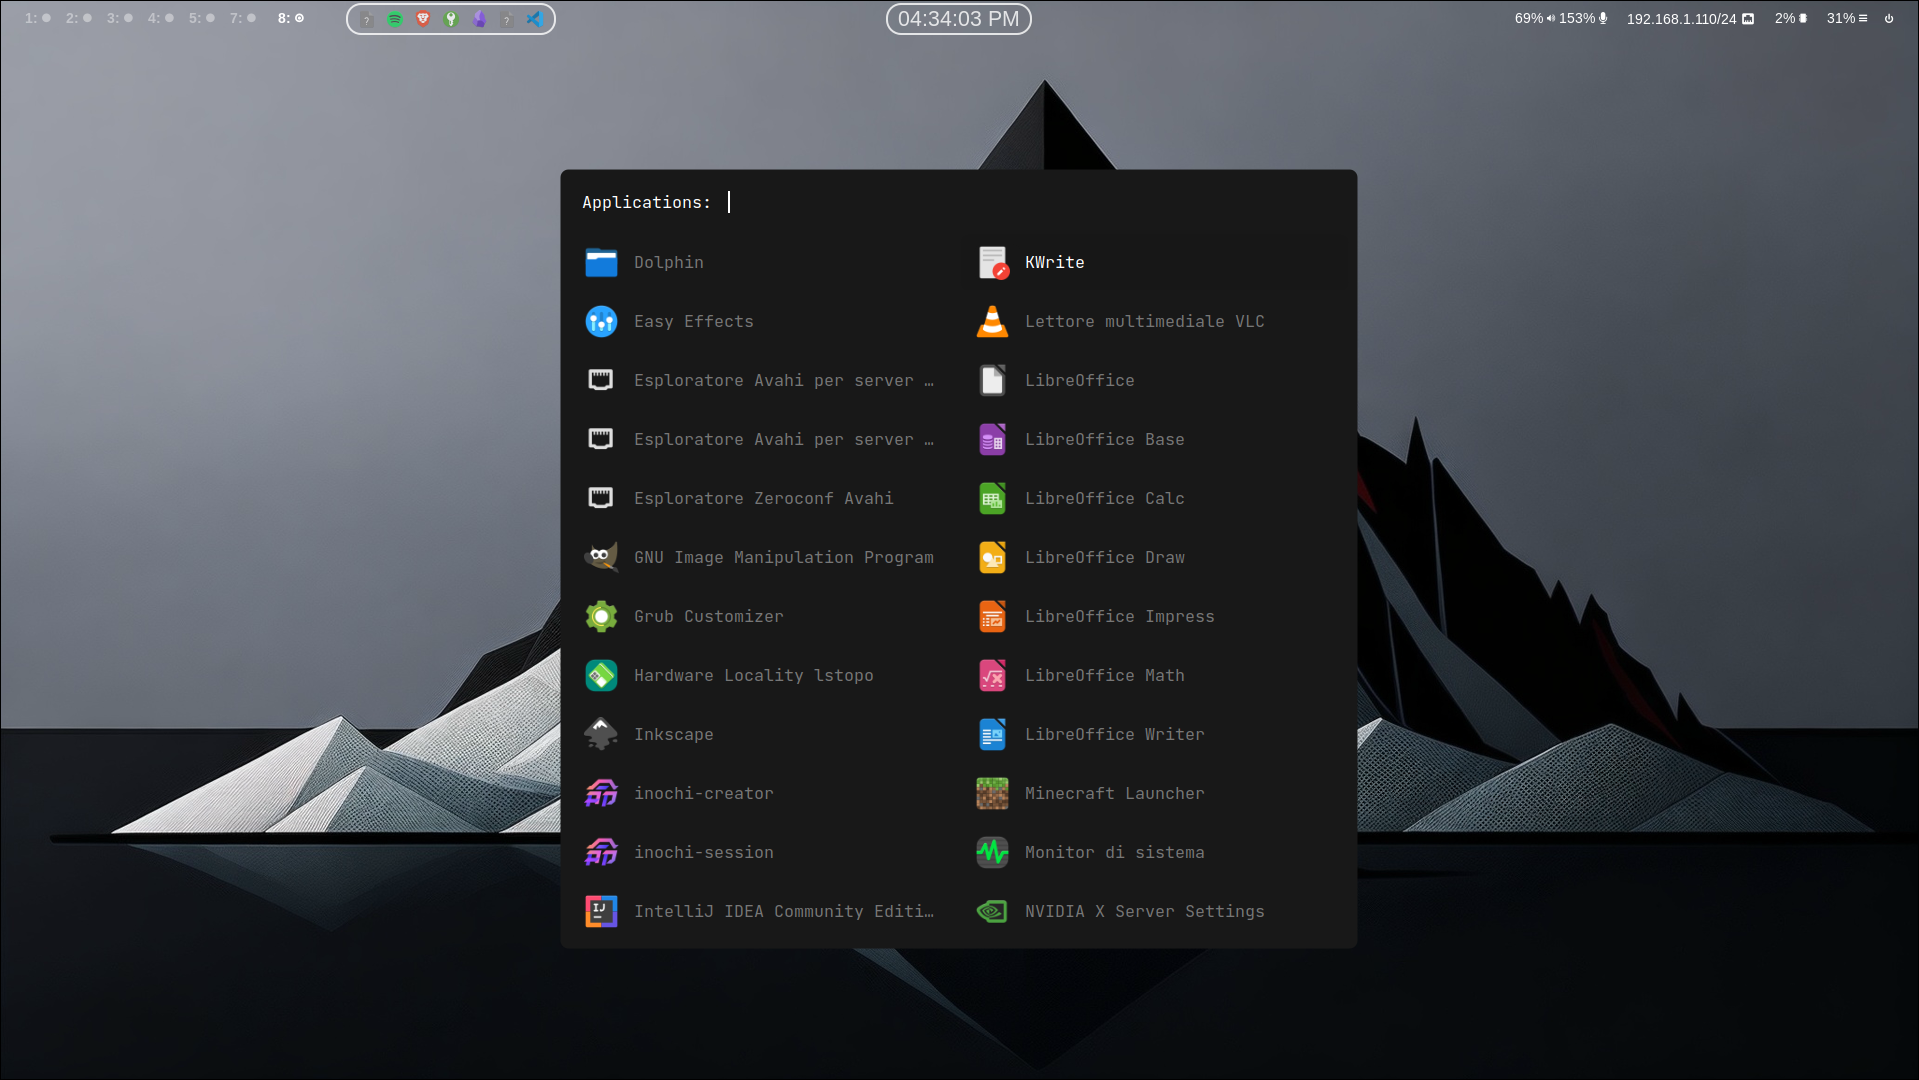 1: 2: 3: 4: 5: 7: 8:
04:34:03 PM
69% 153% 192.168.1.110/24 2% 31%
Applications:
Dolphin
KWrite
Easy Effects
Lettore multimediale VLC
Esploratore Avahi per server …
LibreOffice
Esploratore Avahi per server …
LibreOffice Base
Esploratore Zeroconf Avahi
LibreOffice Calc
GNU Image Manipulation Program
LibreOffice Draw
Grub Customizer
LibreOffice Impress
Hardware Locality lstopo
LibreOffice Math
Inkscape
LibreOffice Writer
inochi-creator
Minecraft Launcher
inochi-session
Monitor di sistema
IJ
IntelliJ IDEA Community Editi…
NVIDIA X Server Settings